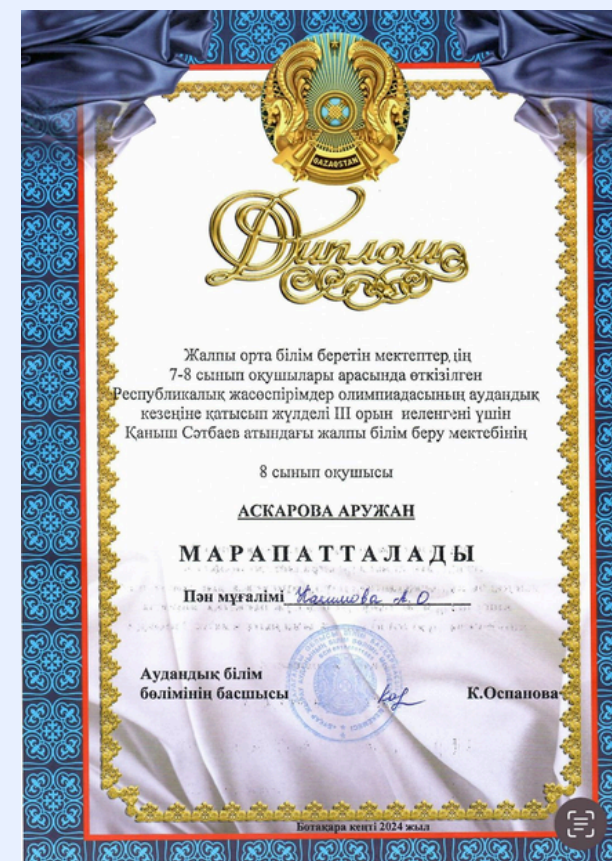 QAZAQSTAN
Диплом
Жалпы орта білім беретін мектептер,дің
7-8 сынып оқушылары арасында өткізілген
Республикалық жасөспірімдер олимпиадасының аудандық
кезеңіне қатысып жүлделі III орын иеленгені үшін
Қаныш Сәтбаев атындағы жалпы білім беру мектебінің
8 сынып оқушысы
АСКАРОВА АРУЖАН
МАРАПАТТАЛАДЫ
Пән мұғалімі А.О
Аудандық білім
бөлімінің басшысы К.Оспанова
Ботақара кенті 2024 жыл